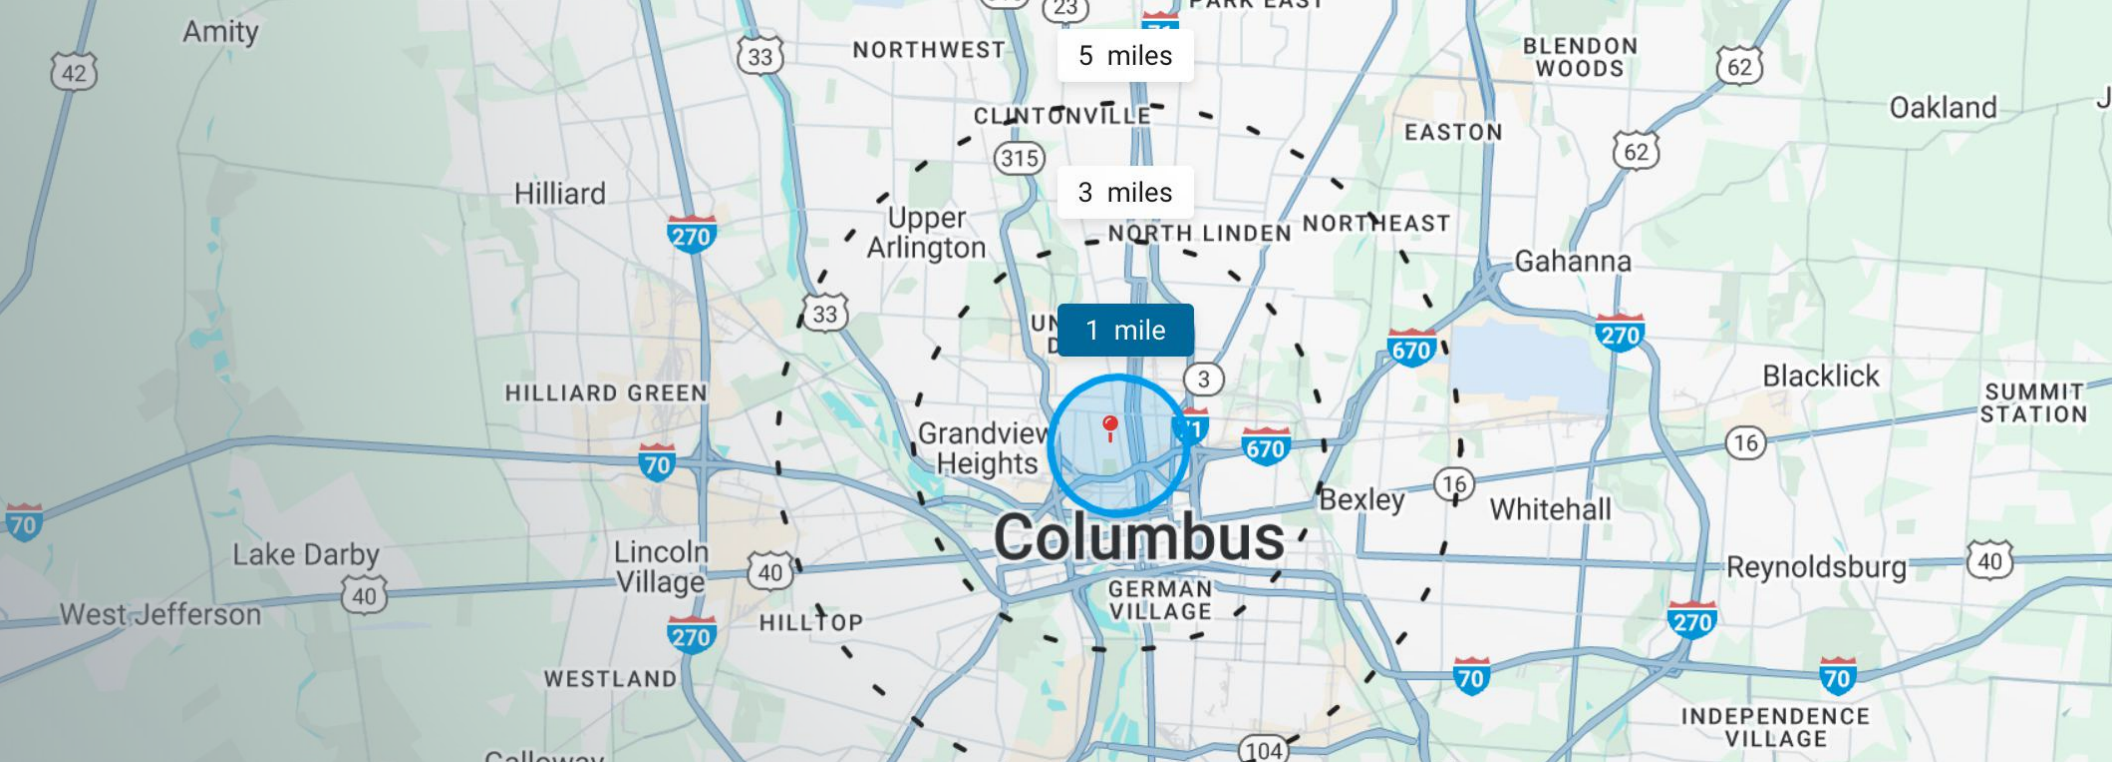 Amity
42
33
NORTHWEST
23
PARK EAST
71
5 miles
BLENDON
WOODS
62
Oakland
CLINTONVILLE
EASTON
315
62
Hilliard
3 miles
Upper
Arlington
270
NORTH LINDEN
NORTHEAST
Gahanna
33
1 mile
670
270
3
HILLIARD GREEN
Blacklick
SUMMIT
STATION
Grandview
Heights
71
670
16
70
16
Bexley
Whitehall
70
Columbus
Lake Darby
Lincoln
Village
40
40
Reynoldsburg
40
West Jefferson
GERMAN
VILLAGE
HILLTOP
270
270
WESTLAND
70
70
INDEPENDENCE
VILLAGE
104